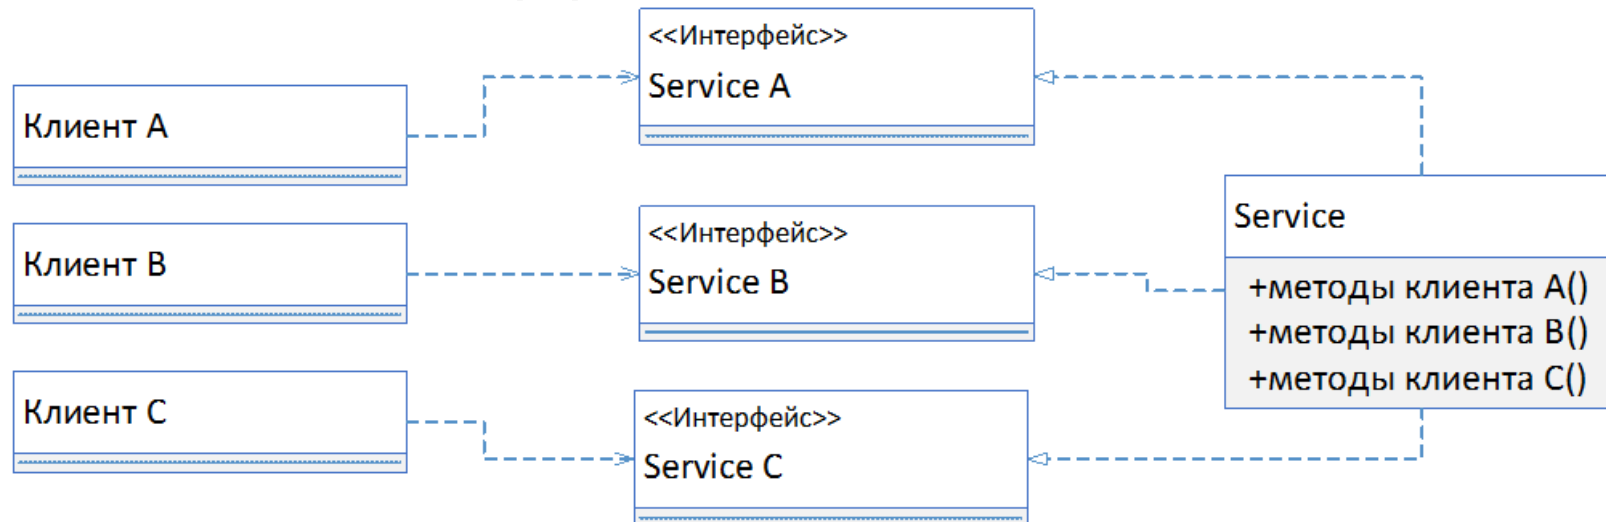 <<Интерфейс>>
Service A
Клиент A
<<Интерфейс>>
Service B
Клиент B
<<Интерфейс>>
Service C
Клиент C
Service
+методы клиента A()
+методы клиента B()
+методы клиента C()